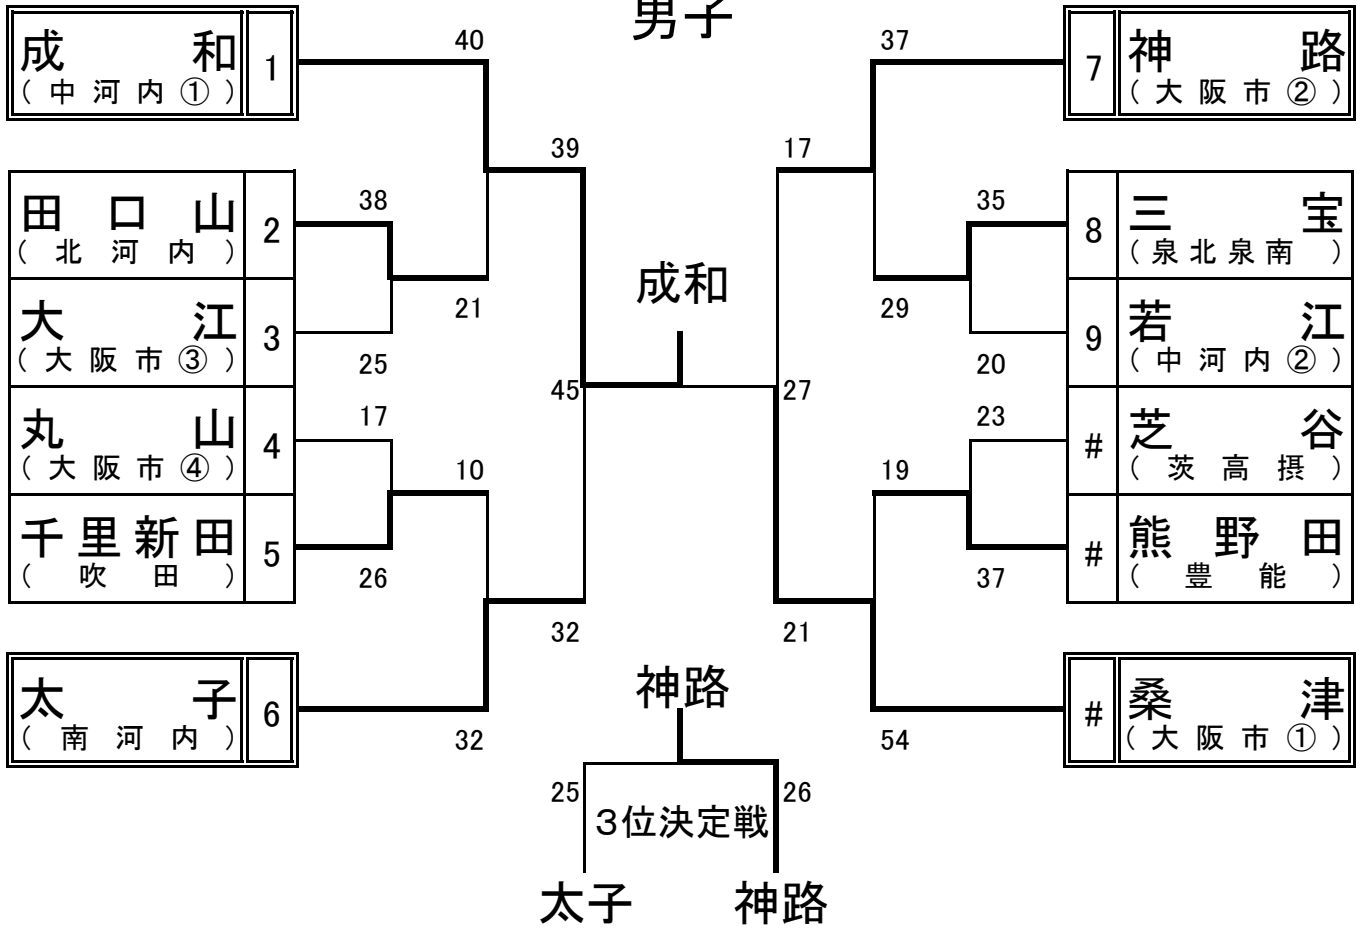 男子
成和
1
(中河内①)
田口山
2
(北河内)
大江
3
(大阪市③)
丸山
4
(大阪市④)
千里新田
5
(吹田)
太子
6
(南河内)
40
39
38
21
25
45
17
10
26
32
32
成和
37
17
35
29
20
27
23
19
37
21
54
7
神路
(大阪市②)
8
三宝
(泉北泉南)
9
若江
(中河内②)
#
芝谷
(茨高摂)
#
熊野田
(豊能)
#
桑津
(大阪市①)
神路
25
26
3位決定戦
太子 神路